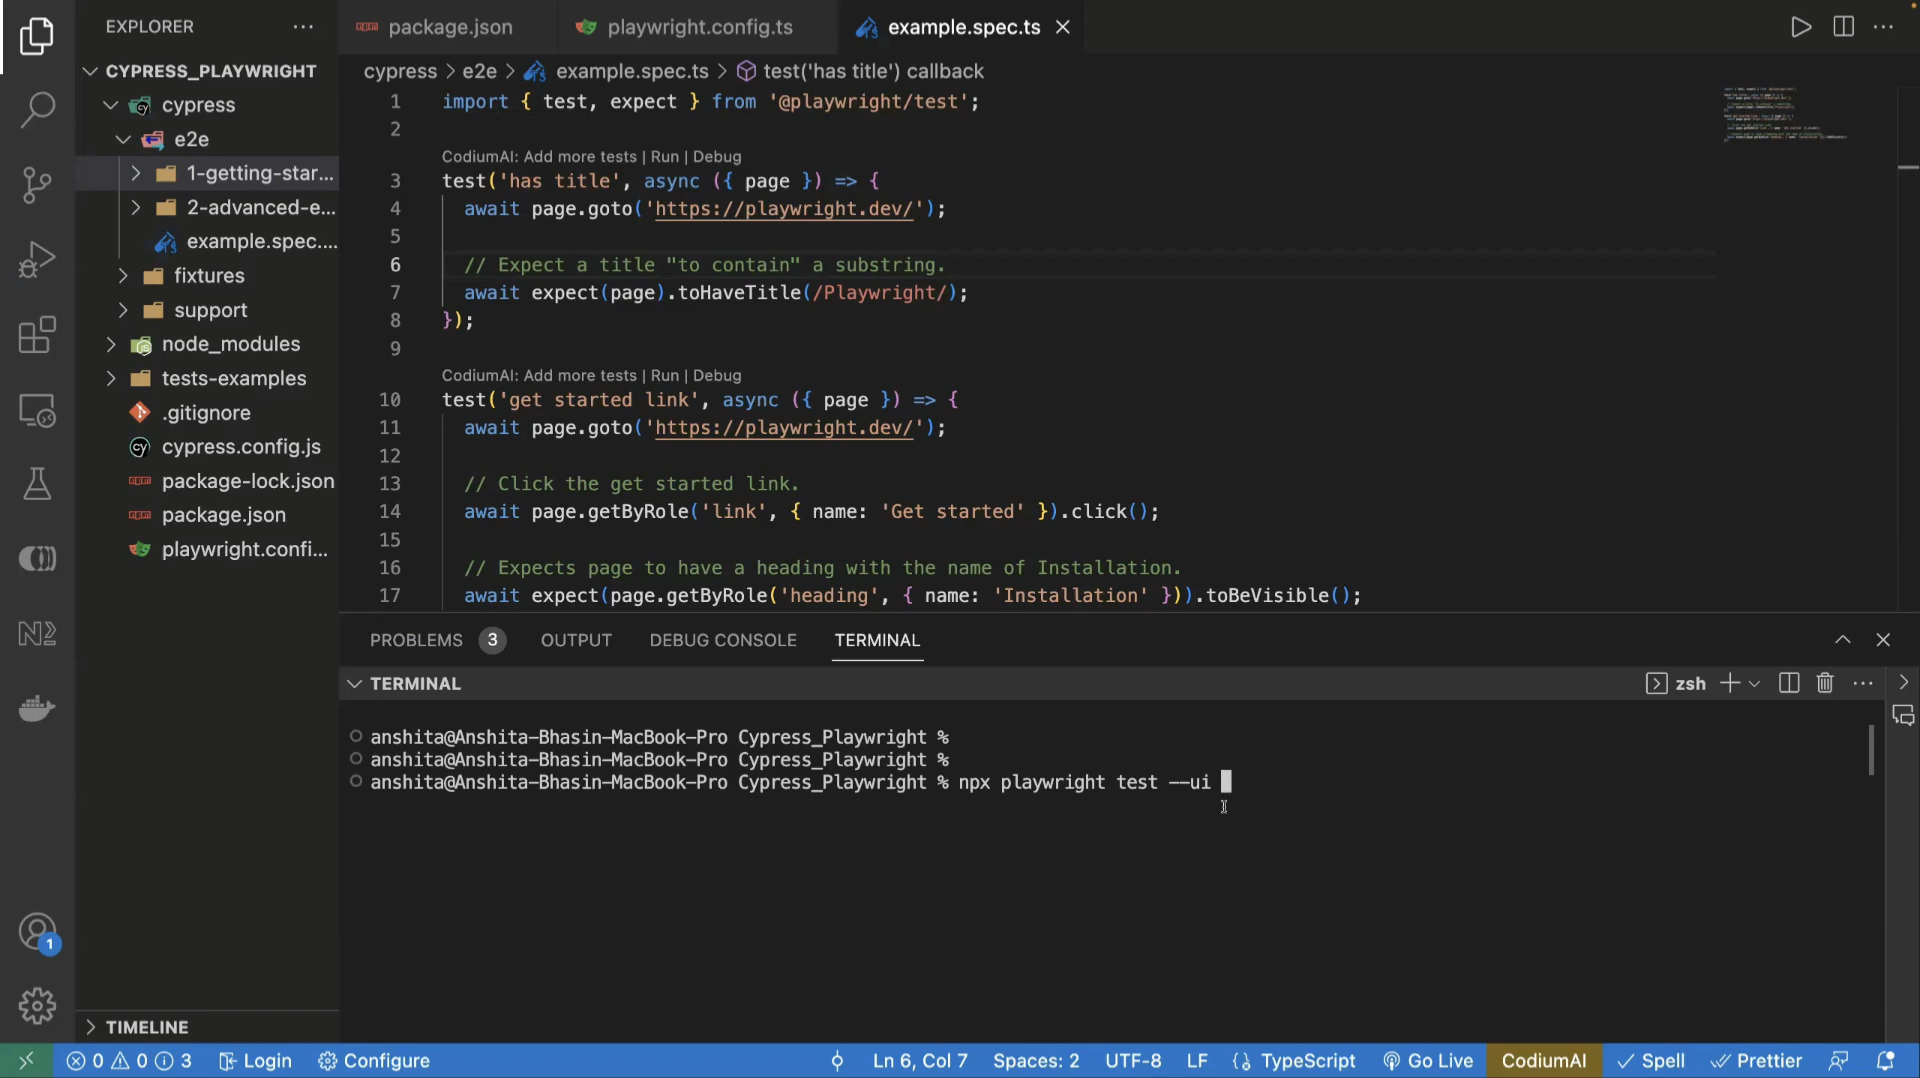 EXPLORER
CYPRESS_PLAYWRIGHT
cypress
e2e
1-getting-star...
2-advanced-e...
example.spec....
fixtures
support
node_modules
tests-examples
.gitignore
cypress.config.js
package-lock.json
package.json
playwright.confi...
TIMELINE
1
package.json
playwright.config.ts
example.spec.ts
cypress > e2e > example.spec.ts > test('has title') callback
1 import { test, expect } from '@playwright/test';
2
CodiumAI: Add more tests | Run | Debug
3 test('has title', async ({ page }) => {
4 await page.goto('https://playwright.dev/');
5
6 // Expect a title "to contain" a substring.
7 await expect(page).toHaveTitle(/Playwright/);
8 });
9
CodiumAI: Add more tests | Run | Debug
10 test('get started link', async ({ page }) => {
11 await page.goto('https://playwright.dev/');
12
13 // Click the get started link.
14 await page.getByRole('link', { name: 'Get started' }).click();
15
16 // Expects page to have a heading with the name of Installation.
17 await expect(page.getByRole('heading', { name: 'Installation' })).toBeVisible();
PROBLEMS 3 OUTPUT DEBUG CONSOLE TERMINAL
TERMINAL
zsh
anshita@Anshita-Bhasin-MacBook-Pro Cypress_Playwright %
anshita@Anshita-Bhasin-MacBook-Pro Cypress_Playwright %
anshita@Anshita-Bhasin-MacBook-Pro Cypress_Playwright % npx playwright test --ui
0 0 3 Login Configure Ln 6, Col 7 Spaces: 2 UTF-8 LF TypeScript Go Live CodiumAI Spell Prettier